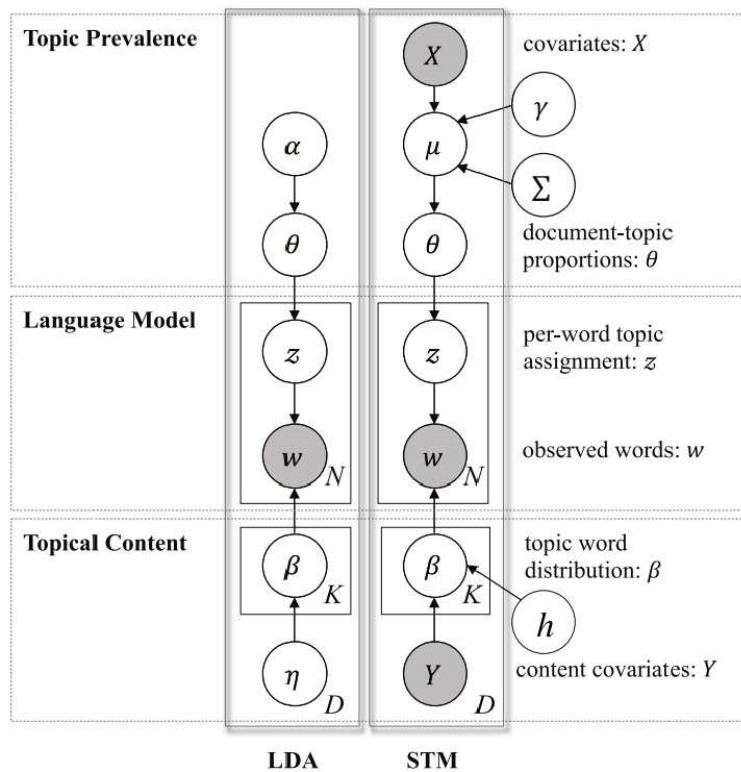 Topic Prevalence
X
covariates: X
γ
α
μ
Σ
θ
θ
document-topic
proportions: θ
Language Model
z
z
per-word topic
assignment: z
w
N
w
N
observed words: w
Topical Content
β
K
β
K
topic word
distribution: β
h
η
D
Y
D
content covariates: Y
LDA
STM